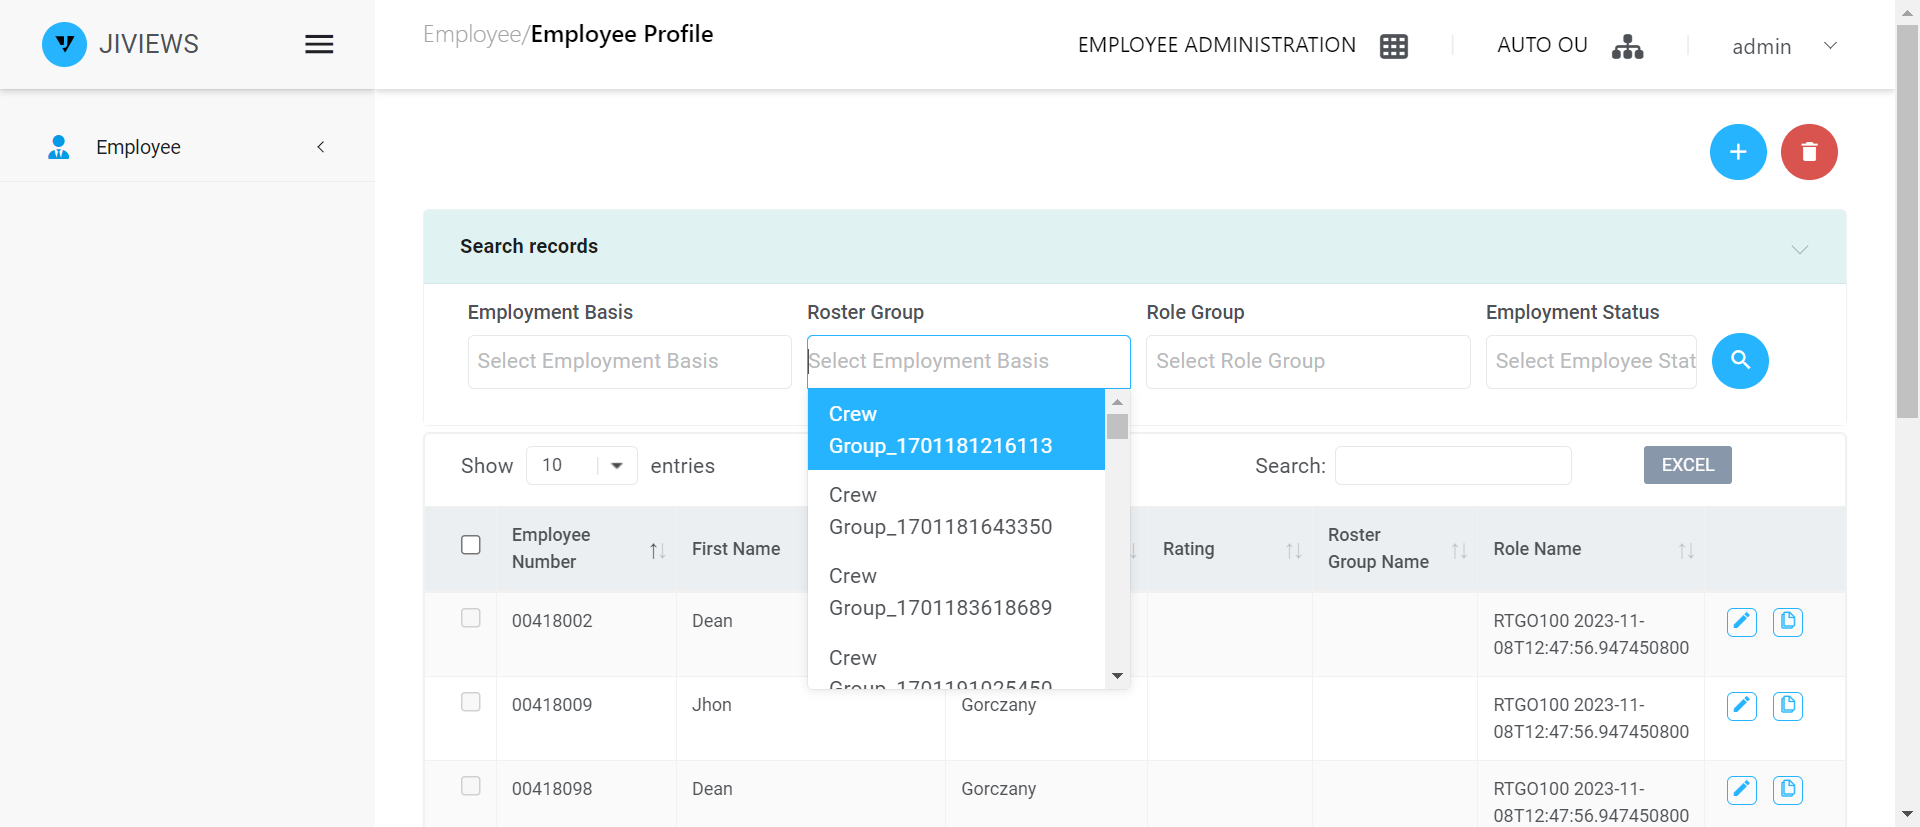 JIVIEWS
Employee/Employee Profile
EMPLOYEE ADMINISTRATION
AUTO OU
admin
Employee
Search records
Employment Basis
Roster Group
Role Group
Employment Status
Select Employment Basis
Select Employment Basis
Select Role Group
Select Employee Stat
Crew
Group_1701181216113
Crew
Group_1701181643350
Crew
Group_1701183618689
Crew
Group_1701191025450
Show 10 entries
Search:
EXCEL
Employee
Number
First Name
Rating
Roster
Group Name
Role Name
00418002
Dean
RTGO100 2023-11-
08T12:47:56.947450800
00418009
Jhon
Gorczany
RTGO100 2023-11-
08T12:47:56.947450800
00418098
Dean
Gorczany
RTGO100 2023-11-
08T12:47:56.947450800